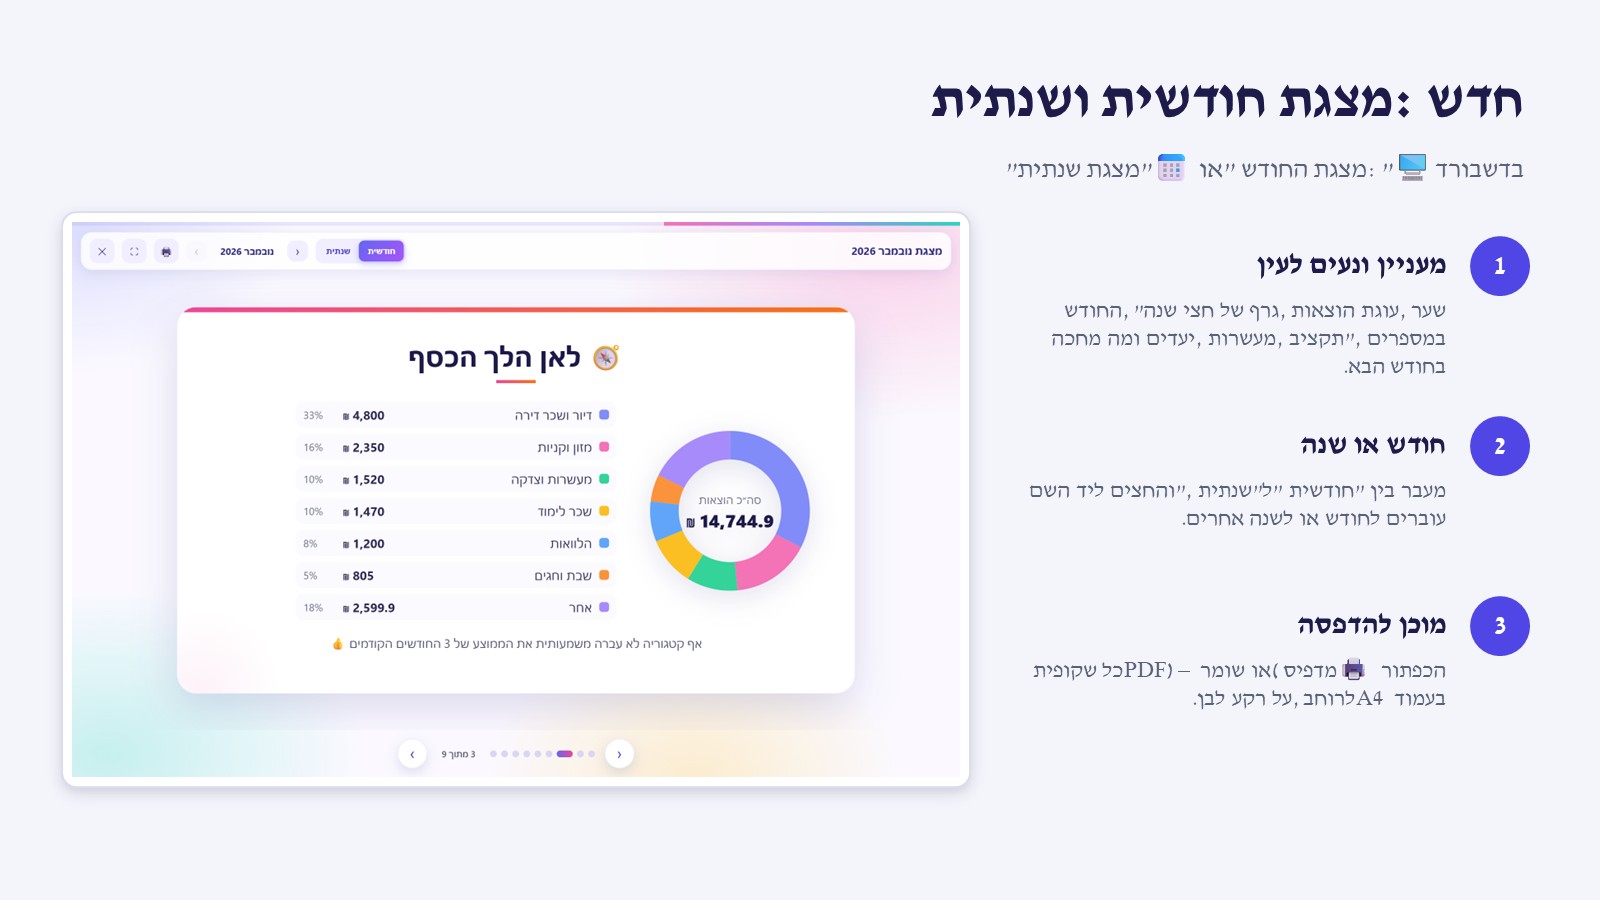 חדש :מצגת חודשית ושנתית
בדשבורד 🖥️ ״ :מצגת החודש ״או 📅 ״מצגת שנתית״
1
מעניין ונעים לעין
שער ,עוגת הוצאות ,גרף של חצי שנה״ ,החודש
במספרים ,״תקציב ,מעשרות ,יעדים ומה מחכה
בחודש הבא.
2
חודש או שנה
מעבר בין ״חודשית ״ל״שנתית ,״והחצים ליד השם
עוברים לחודש או לשנה אחרים.
3
מוכן להדפסה
הכפתור 🖨️ מדפיס )או שומר – (PDFכל שקופית
בעמוד A4לרוחב ,על רקע לבן.
מצגת נובמבר 2026
חודשית שנתית
נובמבר 2026
🧭 לאן הלך הכסף
דיור ושכר דירה 4,800 ₪ 33%
מזון וקניות 2,350 ₪ 16%
מעשרות וצדקה 1,520 ₪ 10%
שכר לימוד 1,470 ₪ 10%
הלוואות 1,200 ₪ 8%
שבת וחגים 805 ₪ 5%
אחר 2,599.9 ₪ 18%
סה״כ הוצאות
14,744.9 ₪
אף קטגוריה לא עברה משמעותית את הממוצע של 3 החודשים הקודמים 👍
3 מתוך 9